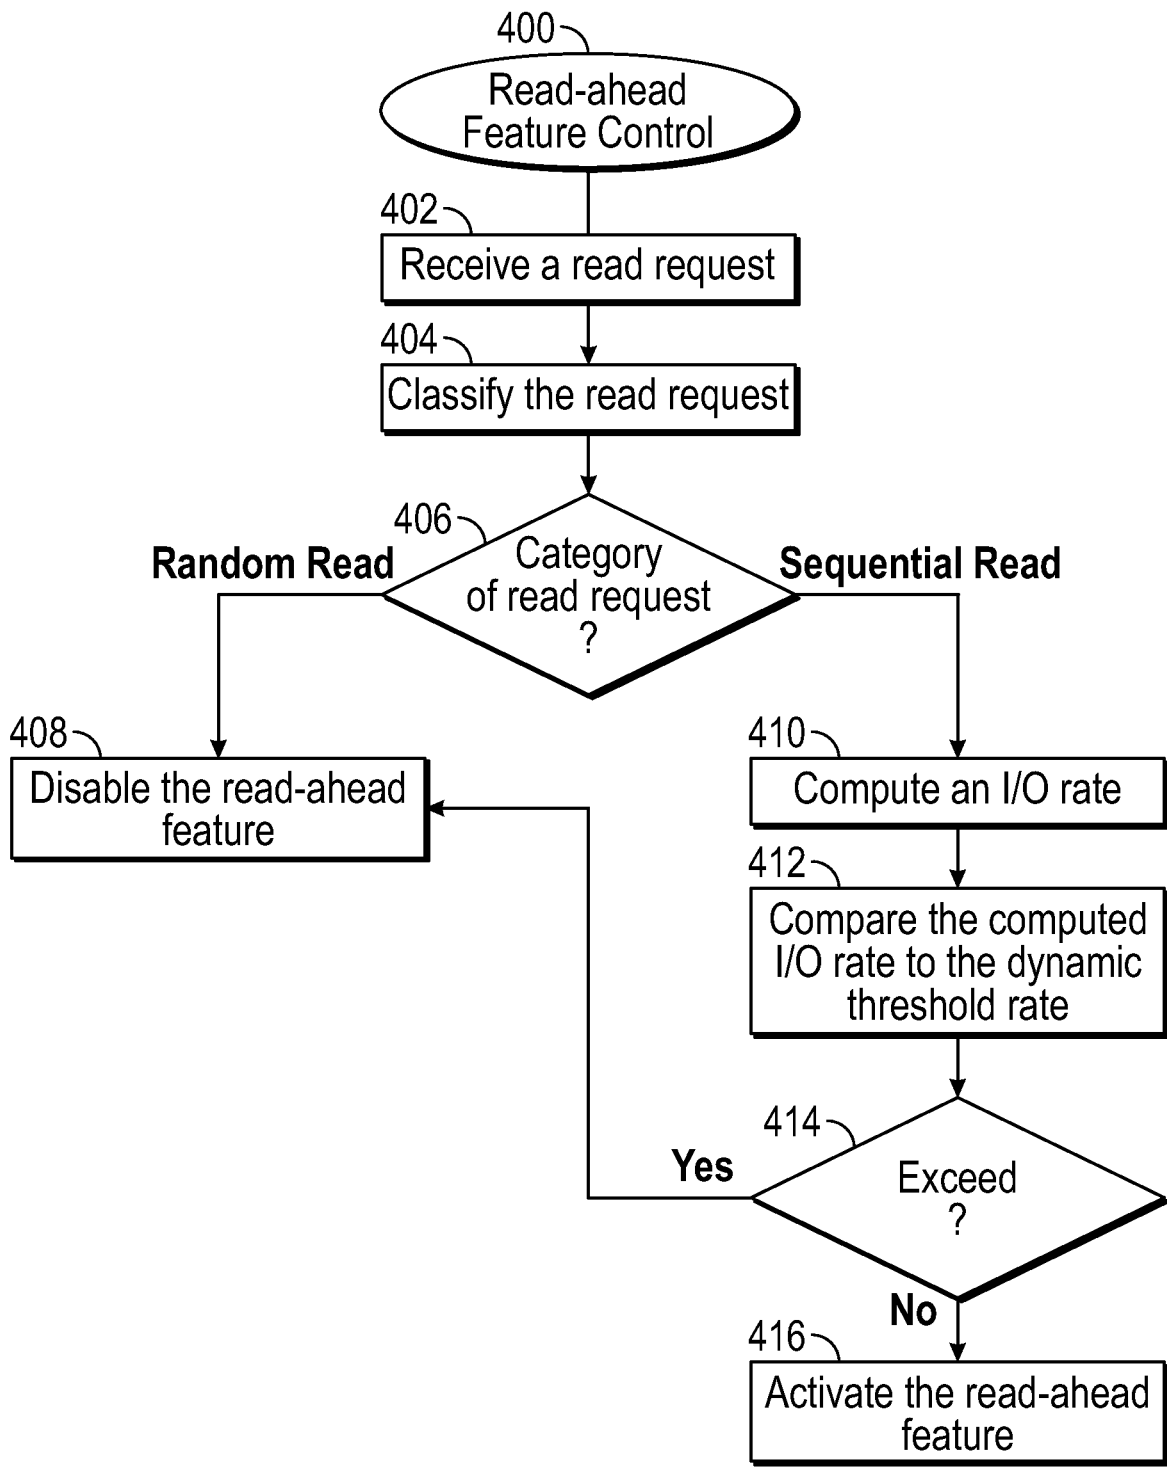 400
Read-ahead
Feature Control
402
Receive a read request
404
Classify the read request
406
Category
of read request
?
Random Read
Sequential Read
408
Disable the read-ahead
feature
410
Compute an I/O rate
412
Compare the computed
I/O rate to the dynamic
threshold rate
414
Exceed
?
Yes
No
416
Activate the read-ahead
feature